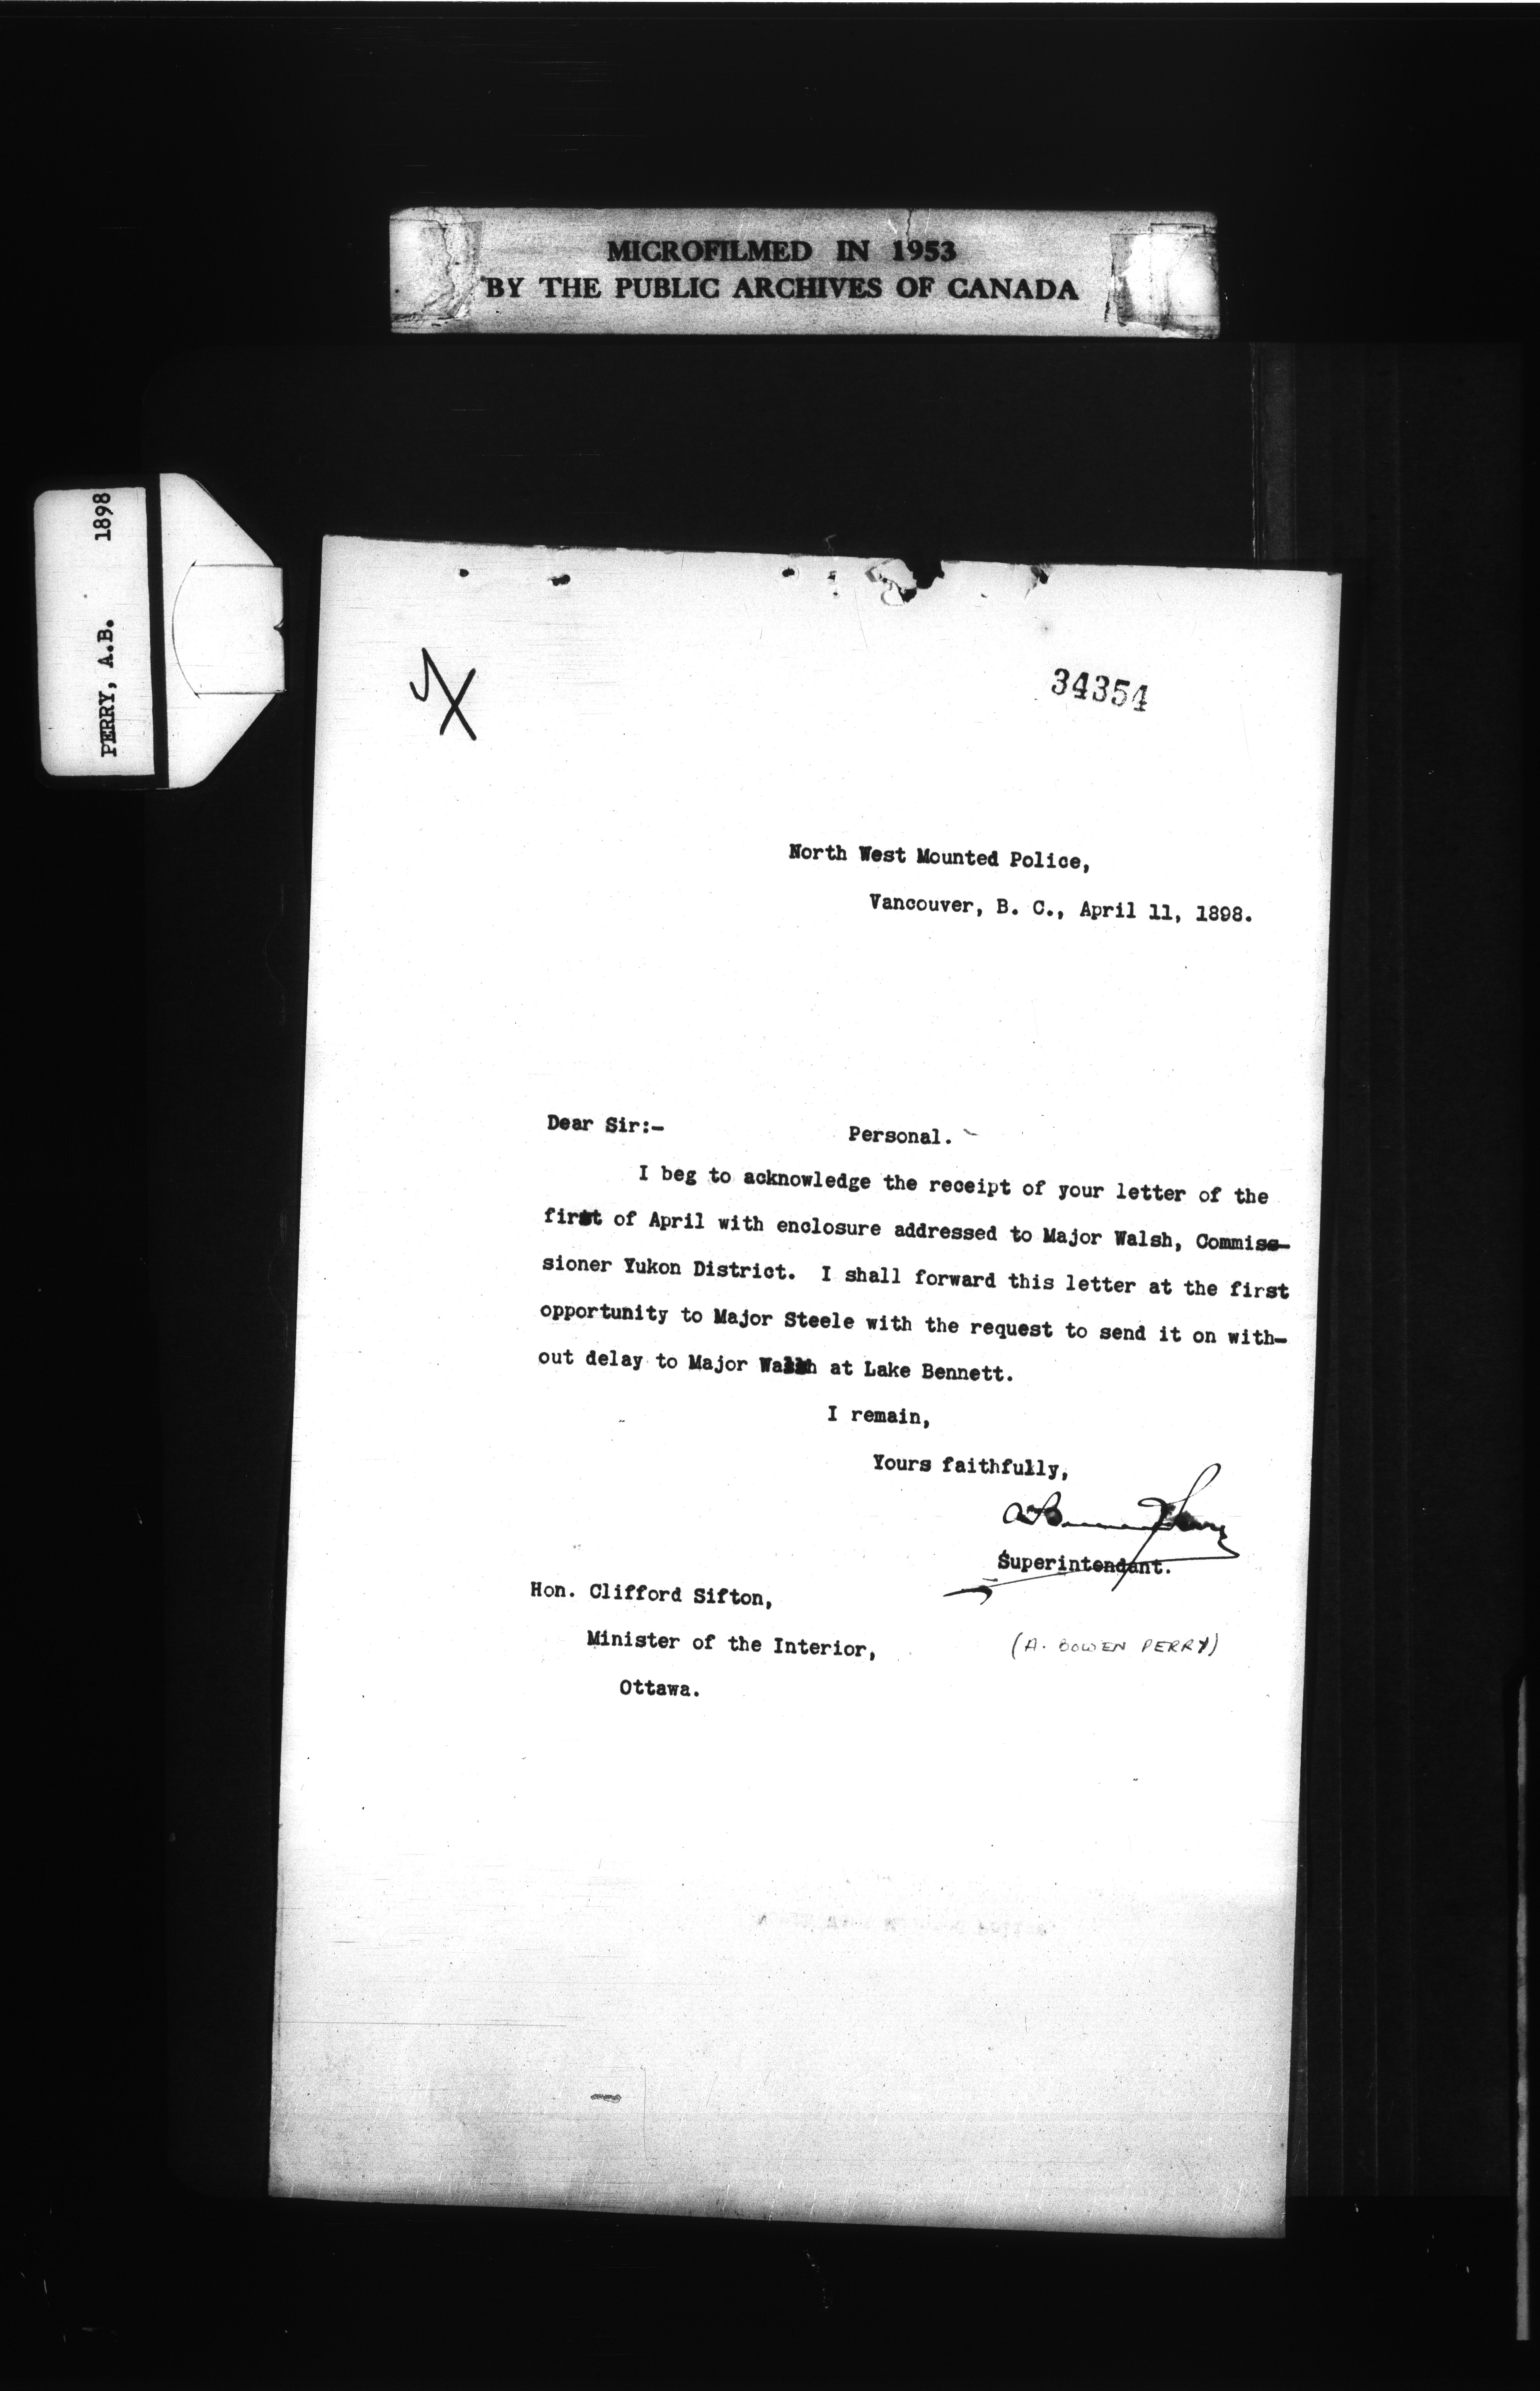 MICROFILMED IN 1953
BY THE PUBLIC ARCHIVES OF CANADA
PERRY, A.B. 1898
34354
North West Mounted Police,
Vancouver, B. C., April 11, 1898.
Dear Sir:-
Personal.
I beg to acknowledge the receipt of your letter of the
first of April with enclosure addressed to Major Walsh, Commis-
sioner Yukon District. I shall forward this letter at the first
opportunity to Major Steele with the request to send it on with-
out delay to Major Walsh at Lake Bennett.
I remain,
Yours faithfully,
A Bowen Perry
Superintendant.
Hon. Clifford Sifton,
Minister of the Interior,
(A. BOWEN PERRY)
Ottawa.